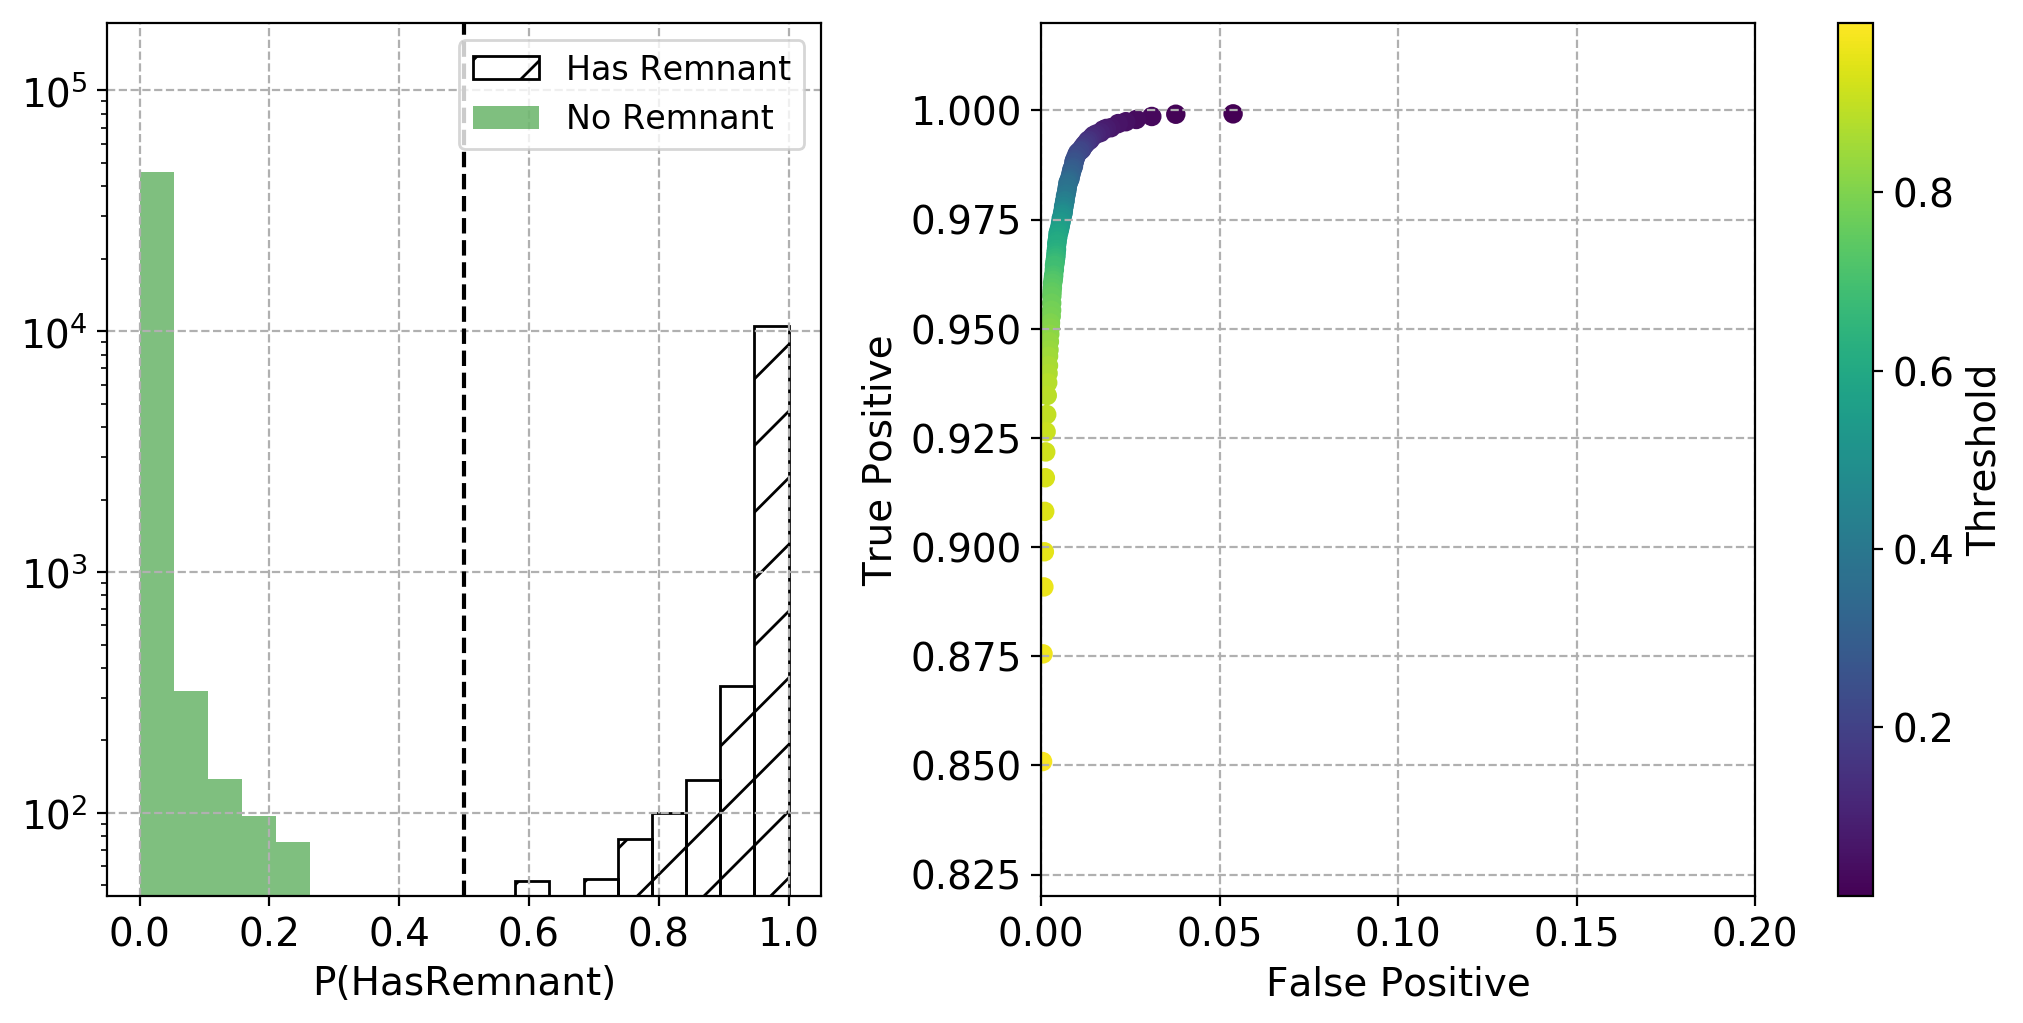 Has Remnant
No Remnant
10^5
10^4
10^3
10^2
0.0 0.2 0.4 0.6 0.8 1.0
P(HasRemnant)
True Positive
1.000
0.975
0.950
0.925
0.900
0.875
0.850
0.825
0.00 0.05 0.10 0.15 0.20
False Positive
0.8
0.6
0.4
0.2
Threshold